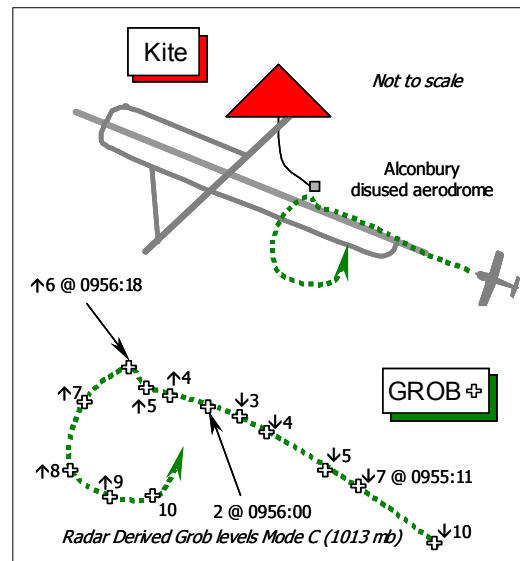 Kite
Not to scale
Alconbury
disused aerodrome
↑6 @ 0956:18
↑7
↑5
↑4
↓3
↓4
GROB
↓5
↓7 @ 0955:11
↑8
↑9
10
2 @ 0956:00
↓10
Radar Derived Grob levels Mode C (1013 mb)